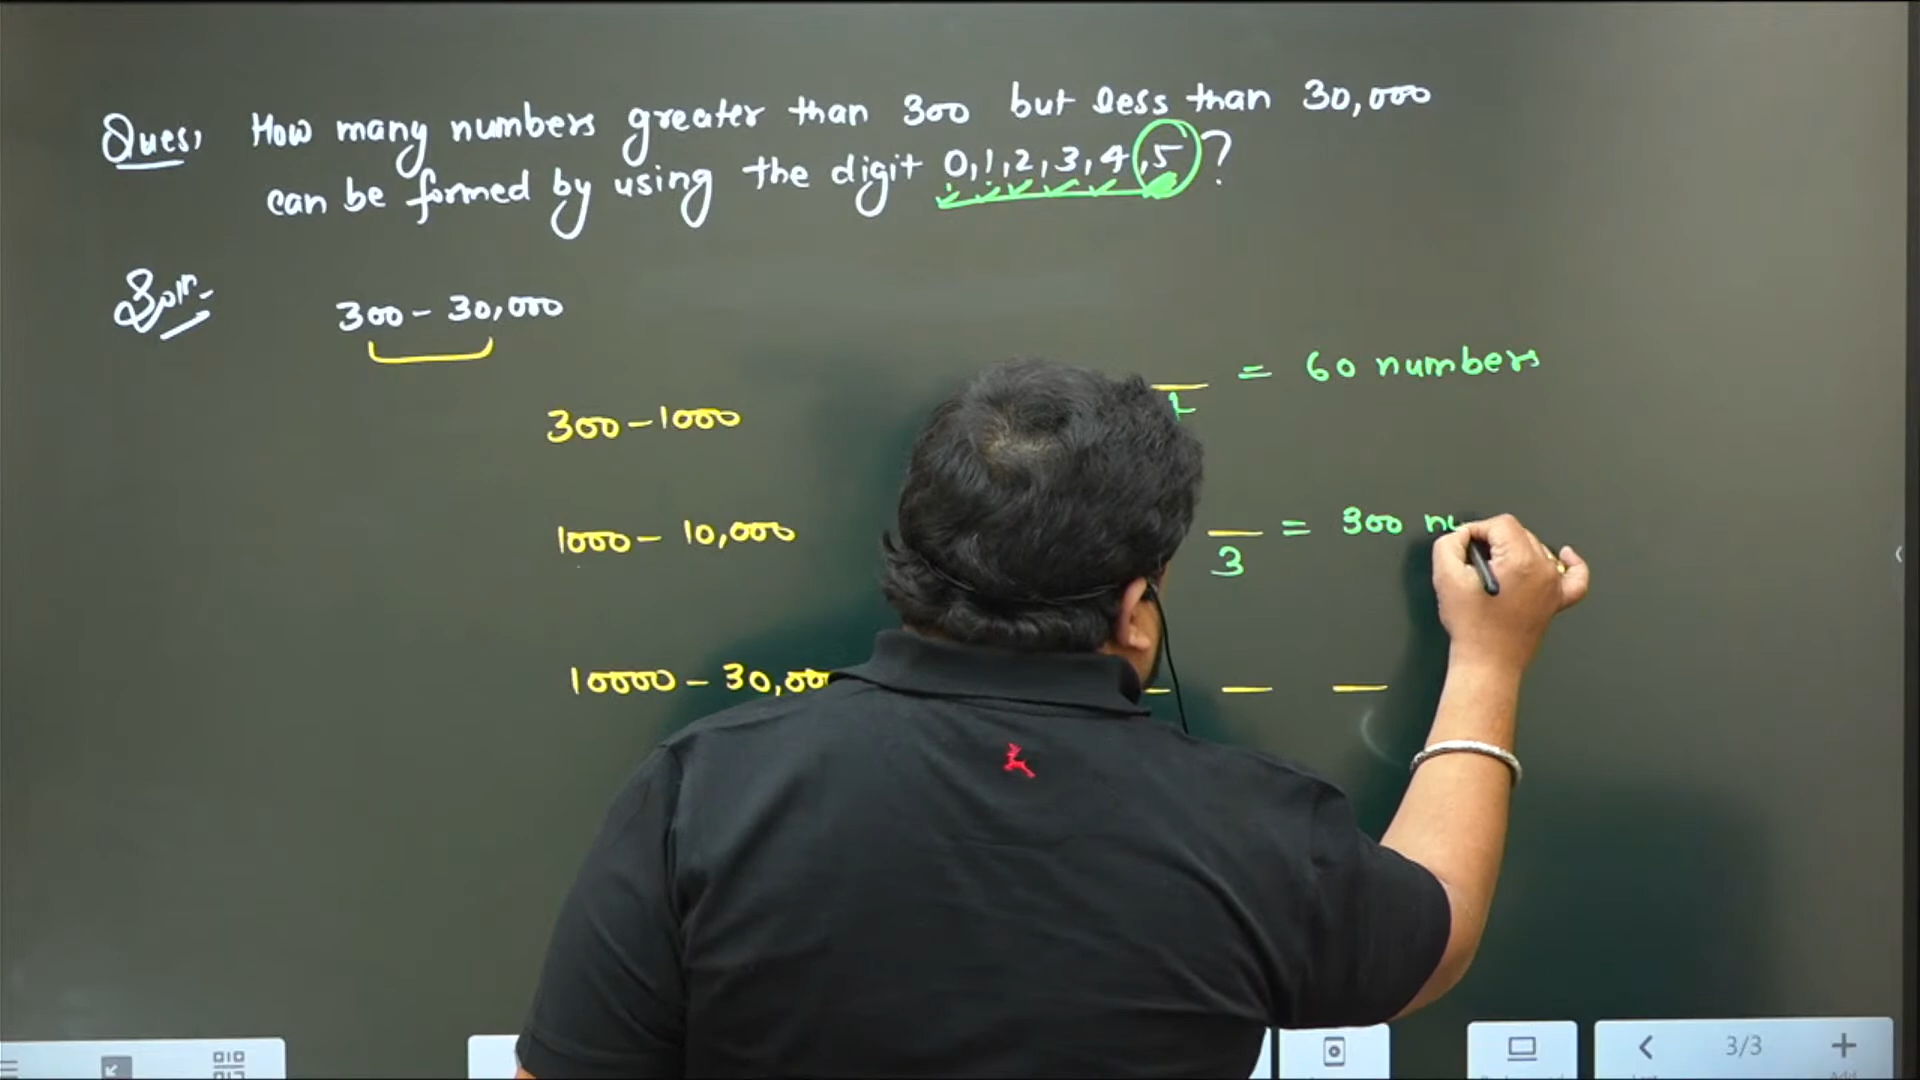 Ques, How many numbers greater than 300 but less than 30,000
can be formed by using the digit 0,1,2,3,4,5 ?
Soln.
300 - 30,000
= 60 numbers
300 - 1000
1000 - 10,000
= 300
3
10000 - 30,000
3/3